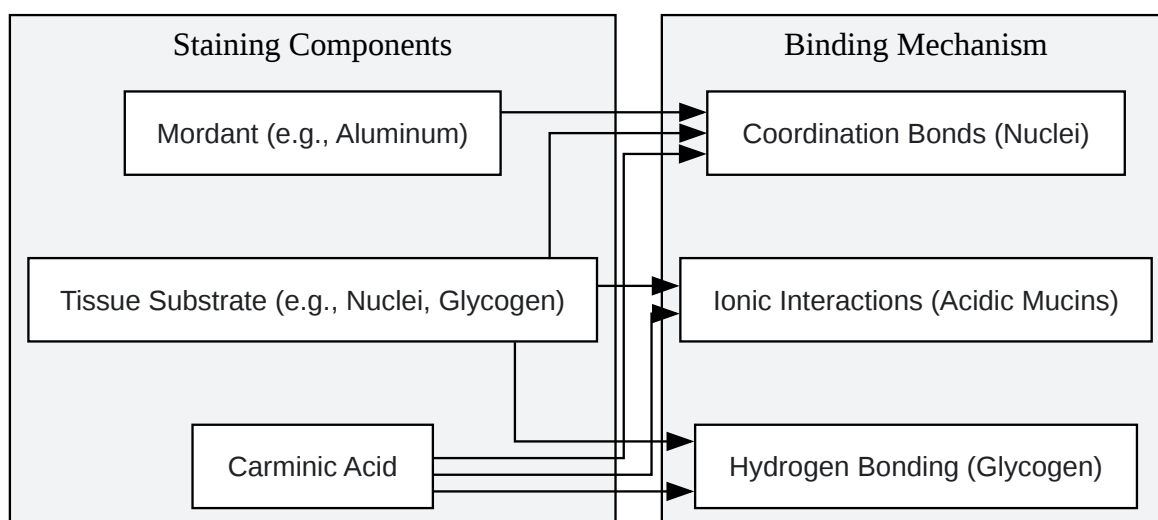 Staining Components
Mordant (e.g., Aluminum)
Tissue Substrate (e.g., Nuclei, Glycogen)
Carminic Acid
Binding Mechanism
Coordination Bonds (Nuclei)
Ionic Interactions (Acidic Mucins)
Hydrogen Bonding (Glycogen)